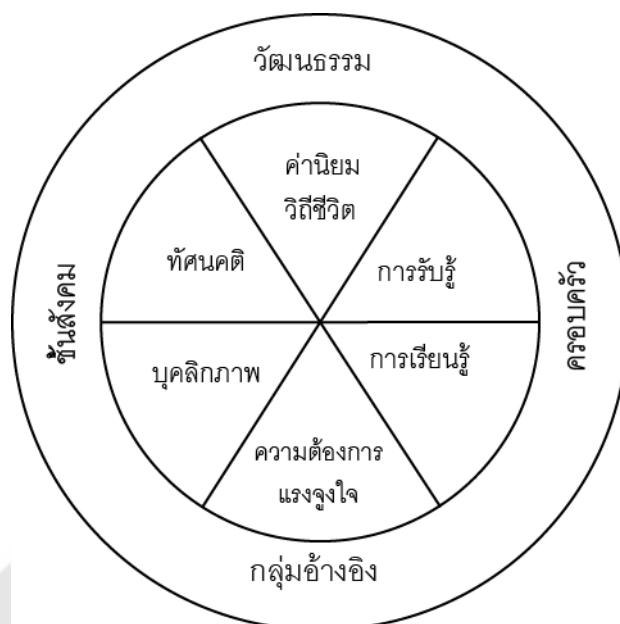 วัฒนธรรม
ค่านิยม
วิถีชีวิต
ทัศนคติ
การรับรู้
ชั้นสังคม
ครอบครัว
การเรียนรู้
บุคลิกภาพ
ความต้องการ
แรงจูงใจ
กลุ่มอ้างอิง